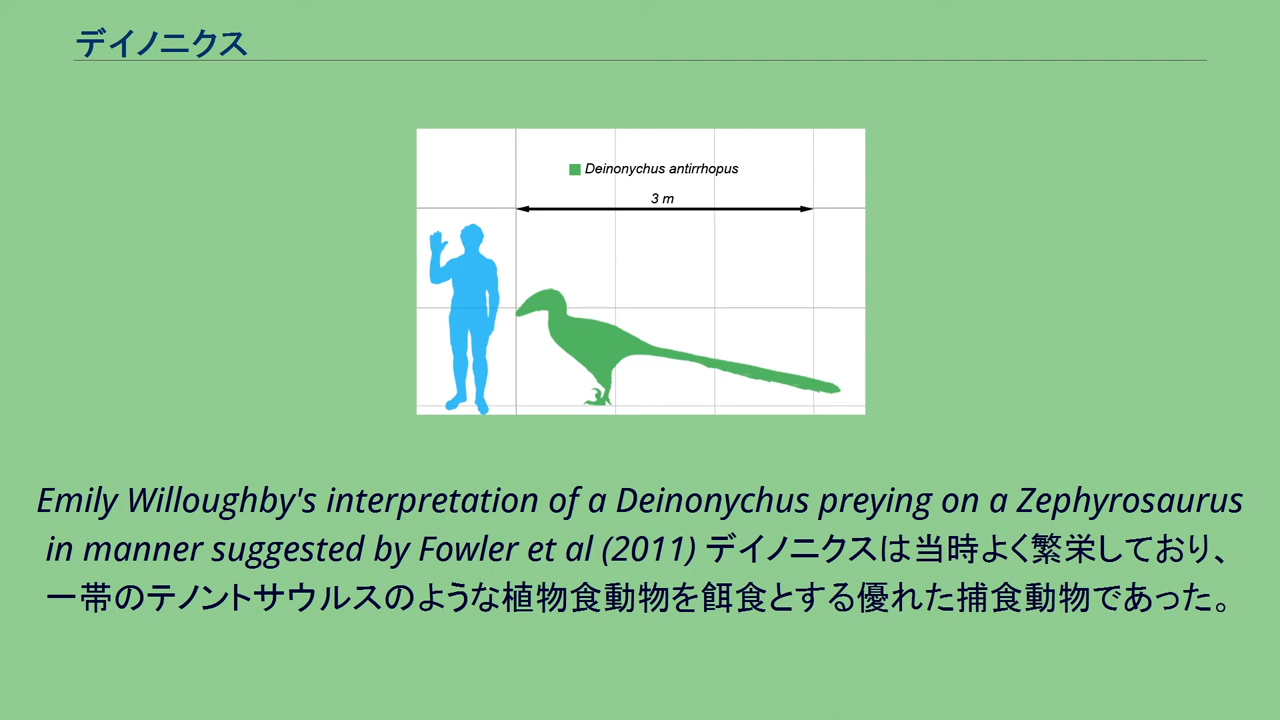 デイノニクス
Deinonychus antirrhopus
3 m
Emily Willoughby's interpretation of a Deinonychus preying on a Zephyrosaurus
in manner suggested by Fowler et al (2011) デイノニクスは当時よく繁栄しており、
一帯のテノントサウルスのような植物食動物を餌食とする優れた捕食動物であった。